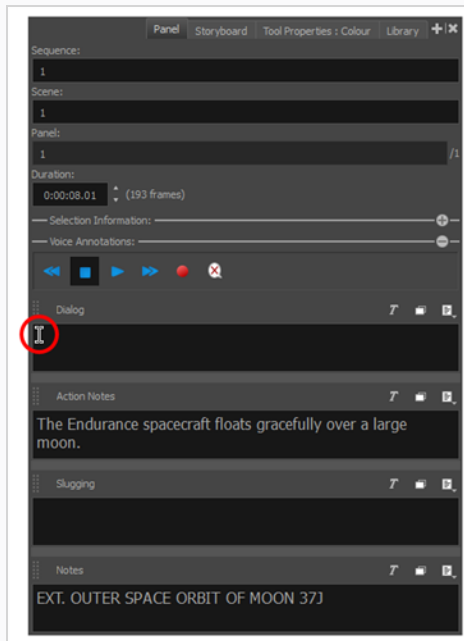 Panel Storyboard Tool Properties : Colour Library
Sequence:
1
Scene:
1
Panel:
1 /1
Duration:
0:00:08.01 (193 frames)
Selection Information:
Voice Annotations:
Dialog T
Action Notes T
The Endurance spacecraft floats gracefully over a large
moon.
Slugging T
Notes T
EXT. OUTER SPACE ORBIT OF MOON 37J